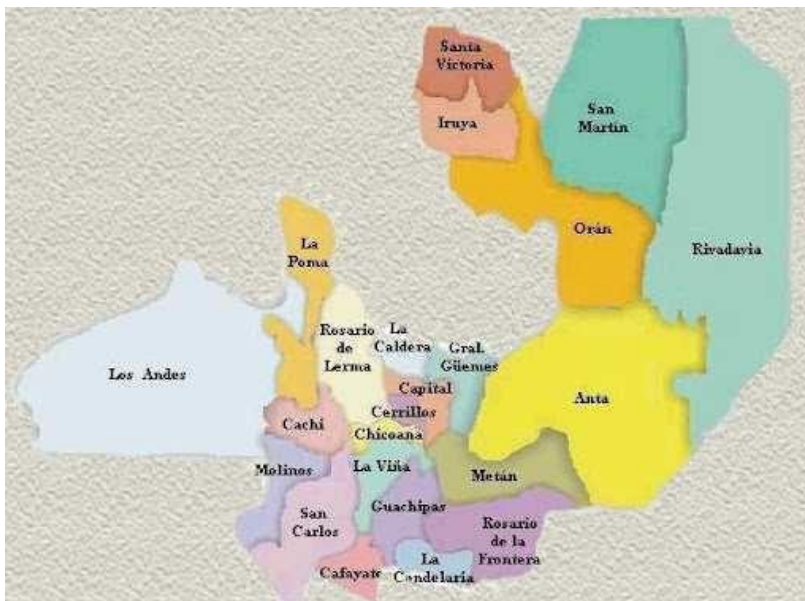 Santa
Victoria
Iruya
San
Martín
Orán
Rivadavia
La
Poma
Los Andes
Rosario
de
Lerma
La
Caldera
Gral.
Güemes
Capital
Cerrillos
Anta
Cachi
Chicoana
Molinos
La Viña
Metán
San
Carlos
Guachipas
Rosario
de la
Frontera
Cafayate
La
Candelaria